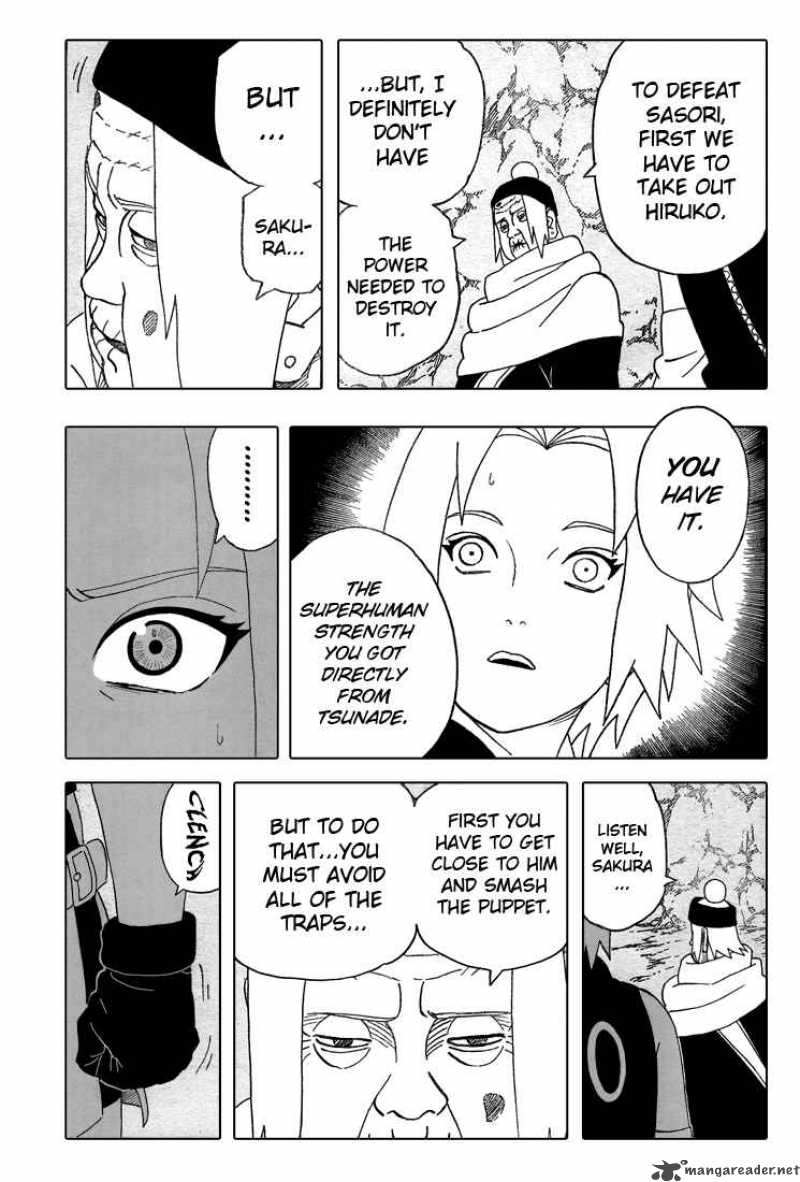 TO DEFEAT
SASORI,
FIRST WE
HAVE TO
TAKE OUT
HIRUKO.
...BUT, I
DEFINITELY
DON'T
HAVE
THE
POWER
NEEDED TO
DESTROY
IT.
BUT
...
SAKU-
RA...
YOU
HAVE
IT.
THE
SUPERHUMAN
STRENGTH
YOU GOT
DIRECTLY
FROM
TSUNADE.
.........
LISTEN
WELL,
SAKURA
...
FIRST YOU
HAVE TO GET
CLOSE TO HIM
AND SMASH
THE PUPPET.
BUT TO DO
THAT...YOU
MUST AVOID
ALL OF THE
TRAPS...
CLENCH
mangareader.net